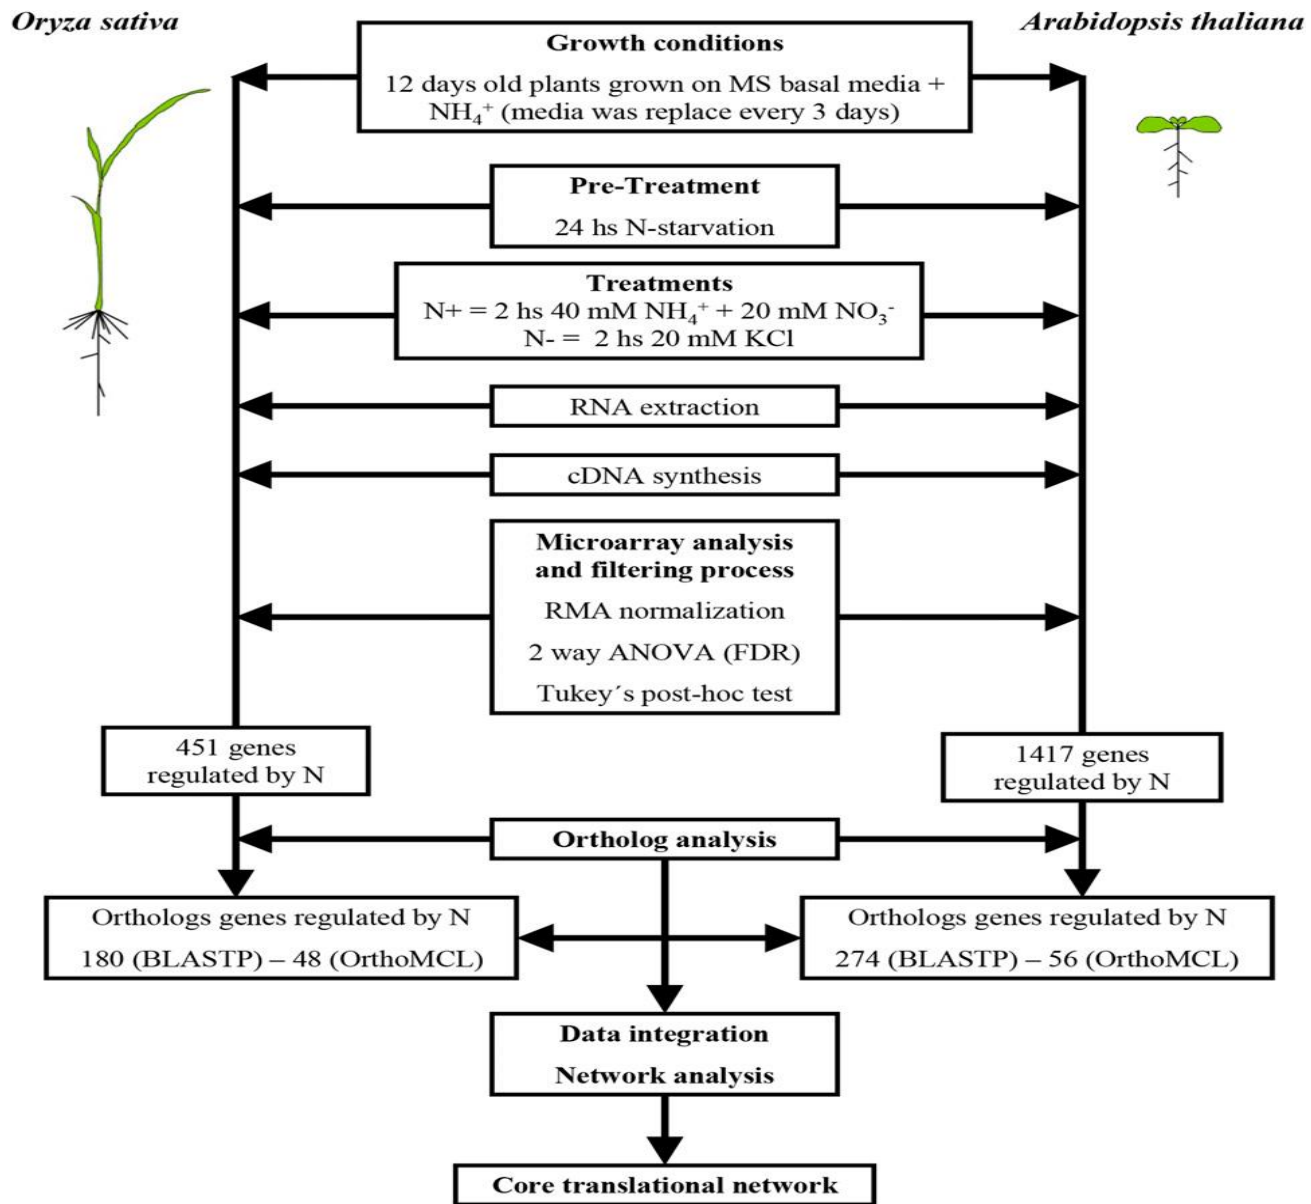 Oryza sativa
Arabidopsis thaliana
Growth conditions
12 days old plants grown on MS basal media +
NH₄⁺ (media was replace every 3 days)
Pre-Treatment
24 hs N-starvation
Treatments
N+ = 2 hs 40 mM NH₄⁺ + 20 mM NO₃⁻
N- = 2 hs 20 mM KCl
RNA extraction
cDNA synthesis
Microarray analysis
and filtering process
RMA normalization
2 way ANOVA (FDR)
Tukey´s post-hoc test
451 genes
regulated by N
1417 genes
regulated by N
Ortholog analysis
Orthologs genes regulated by N
180 (BLASTP) – 48 (OrthoMCL)
Orthologs genes regulated by N
274 (BLASTP) – 56 (OrthoMCL)
Data integration
Network analysis
Core translational network